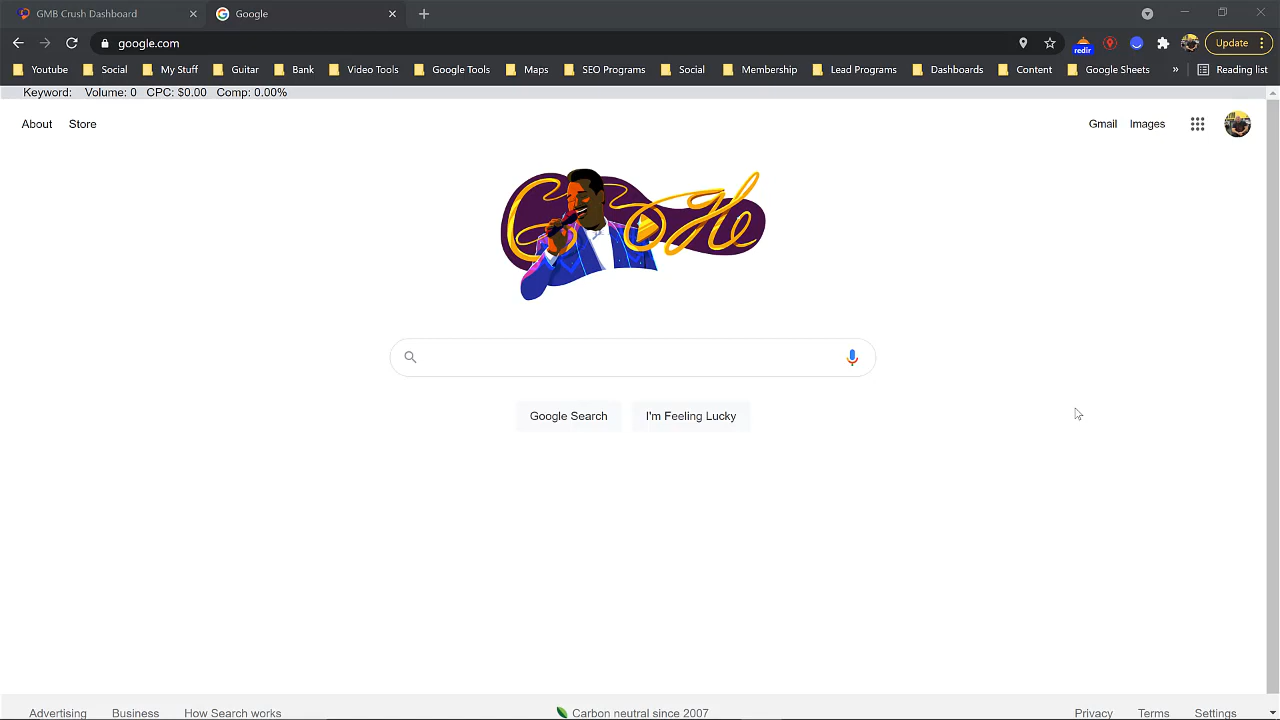 GMB Crush Dashboard
Google
google.com
redir
Update
Youtube Social My Stuff Guitar Bank Video Tools Google Tools Maps SEO Programs Social Membership Lead Programs Dashboards Content Google Sheets » Reading list
Keyword: Volume: 0 CPC: $0.00 Comp: 0.00%
About Store Gmail Images
Google Search I'm Feeling Lucky
Advertising Business How Search works Carbon neutral since 2007 Privacy Terms Settings